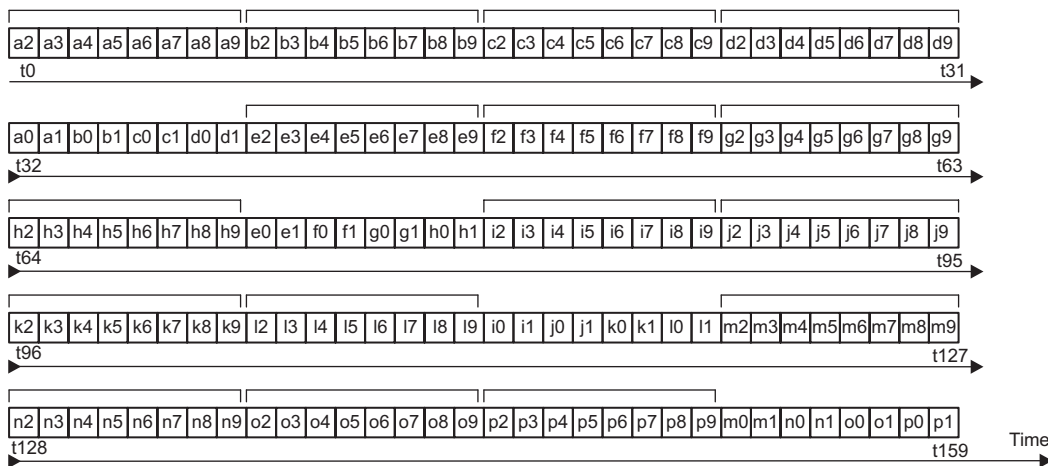 a2 a3 a4 a5 a6 a7 a8 a9 b2 b3 b4 b5 b6 b7 b8 b9 c2 c3 c4 c5 c6 c7 c8 c9 d2 d3 d4 d5 d6 d7 d8 d9
t0 t31
a0 a1 b0 b1 c0 c1 d0 d1 e2 e3 e4 e5 e6 e7 e8 e9 f2 f3 f4 f5 f6 f7 f8 f9 g2 g3 g4 g5 g6 g7 g8 g9
t32 t63
h2 h3 h4 h5 h6 h7 h8 h9 e0 e1 f0 f1 g0 g1 h0 h1 i2 i3 i4 i5 i6 i7 i8 i9 j2 j3 j4 j5 j6 j7 j8 j9
t64 t95
k2 k3 k4 k5 k6 k7 k8 k9 l2 l3 l4 l5 l6 l7 l8 l9 i0 i1 j0 j1 k0 k1 l0 l1 m2 m3 m4 m5 m6 m7 m8 m9
t96 t127
n2 n3 n4 n5 n6 n7 n8 n9 o2 o3 o4 o5 o6 o7 o8 o9 p2 p3 p4 p5 p6 p7 p8 p9 m0 m1 n0 n1 o0 o1 p0 p1
t128 t159 Time